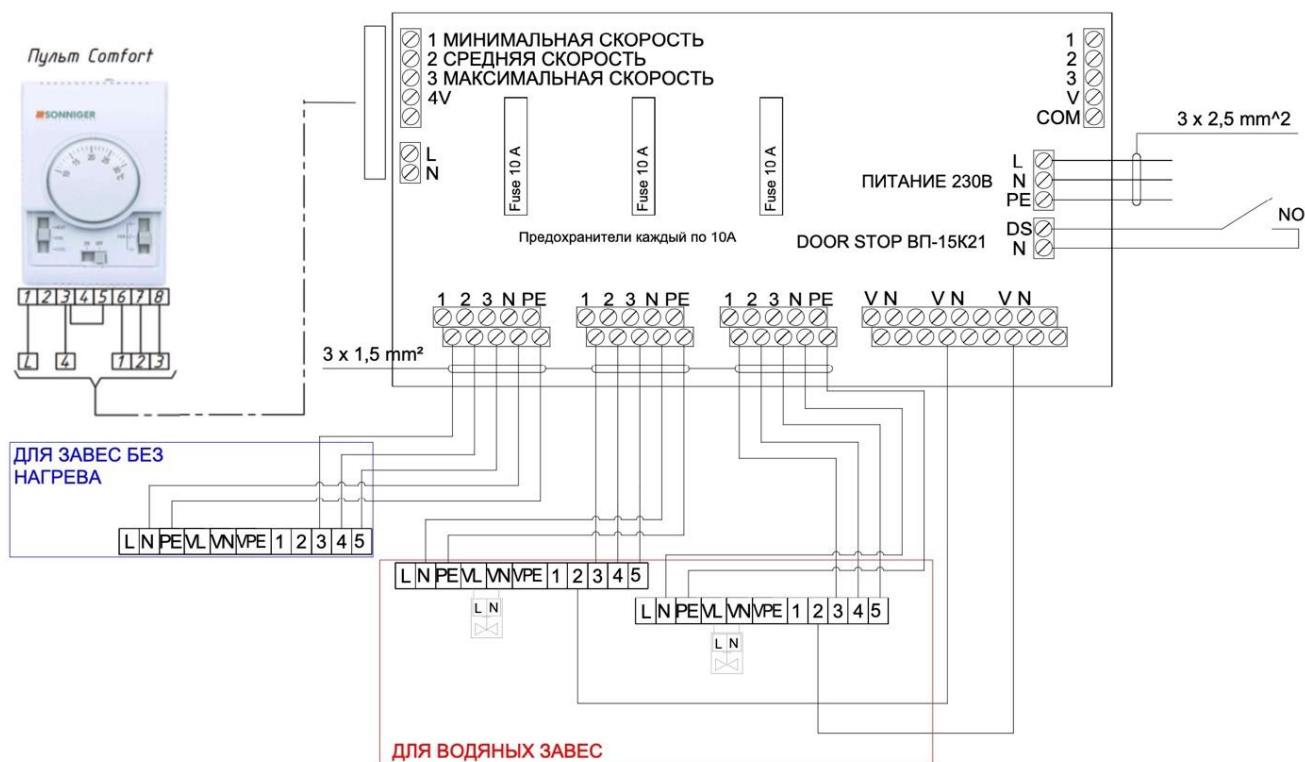 Пульт Comfort
SONNIGER
10 15 20 25 30°C
1 2 3 4 5 6 7 8
L 4 1 2 3
1 МИНИМАЛЬНАЯ СКОРОСТЬ
2 СРЕДНЯЯ СКОРОСТЬ
3 МАКСИМАЛЬНАЯ СКОРОСТЬ
4V
L
N
Fuse 10 A
Fuse 10 A
Fuse 10 A
Предохранители каждый по 10А
1
2
3
V
COM
3 x 2,5 mm^2
ПИТАНИЕ 230В
L
N
PE
DOOR STOP ВП-15К21
DS
N
NO
1 2 3 N PE
1 2 3 N PE
1 2 3 N PE
V N V N V N
3 x 1,5 mm²
ДЛЯ ЗАВЕС БЕЗ
НАГРЕВА
L N PE VL VN VPE 1 2 3 4 5
L N PE VL VN VPE 1 2 3 4 5
L N
L N PE VL VN VPE 1 2 3 4 5
L N
ДЛЯ ВОДЯНЫХ ЗАВЕС